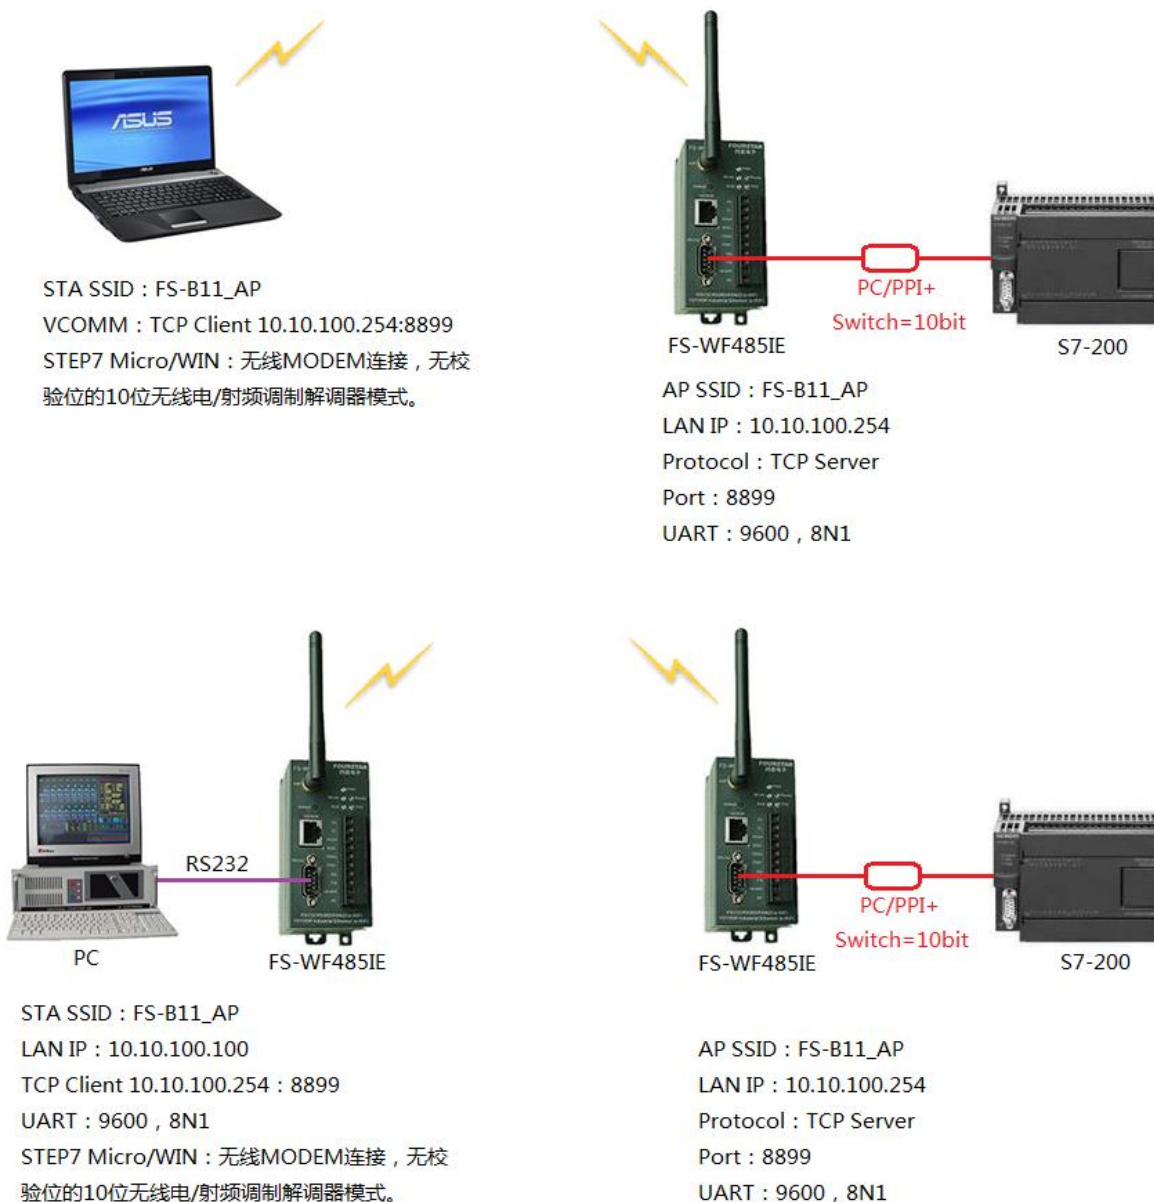 ASUS
FOURSTAR
PC/PPI+
Switch=10bit
FS-WF485IE
S7-200
STA SSID：FS-B11_AP
VCOMM：TCP Client 10.10.100.254:8899
STEP7 Micro/WIN：无线MODEM连接，无校
验位的10位无线电/射频调制解调器模式。
AP SSID：FS-B11_AP
LAN IP：10.10.100.254
Protocol：TCP Server
Port：8899
UART：9600，8N1
FOURSTAR
FOURSTAR
RS232
PC/PPI+
Switch=10bit
PC
FS-WF485IE
FS-WF485IE
S7-200
STA SSID：FS-B11_AP
LAN IP：10.10.100.100
TCP Client 10.10.100.254：8899
UART：9600，8N1
STEP7 Micro/WIN：无线MODEM连接，无校
验位的10位无线电/射频调制解调器模式。
AP SSID：FS-B11_AP
LAN IP：10.10.100.254
Protocol：TCP Server
Port：8899
UART：9600，8N1